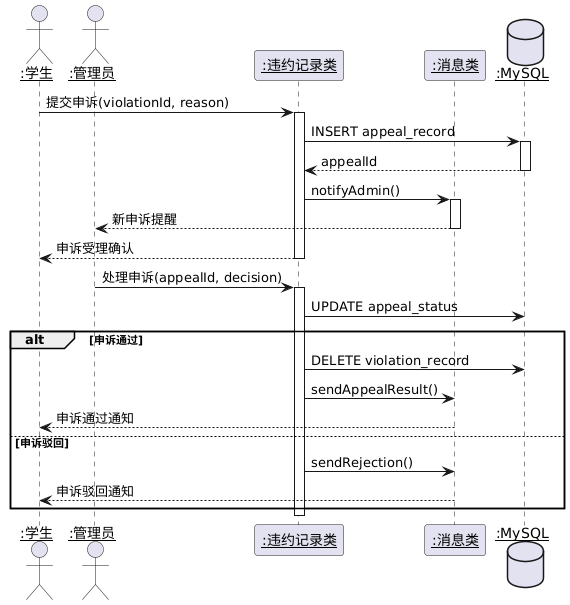 :学生
:管理员
:违约记录类
:消息类
:MySQL
提交申诉(violationId, reason)
INSERT appeal_record
appealId
notifyAdmin()
新申诉提醒
申诉受理确认
处理申诉(appealId, decision)
UPDATE appeal_status
alt [申诉通过]
DELETE violation_record
sendAppealResult()
申诉通过通知
[申诉驳回]
sendRejection()
申诉驳回通知
:学生
:管理员
:违约记录类
:消息类
:MySQL